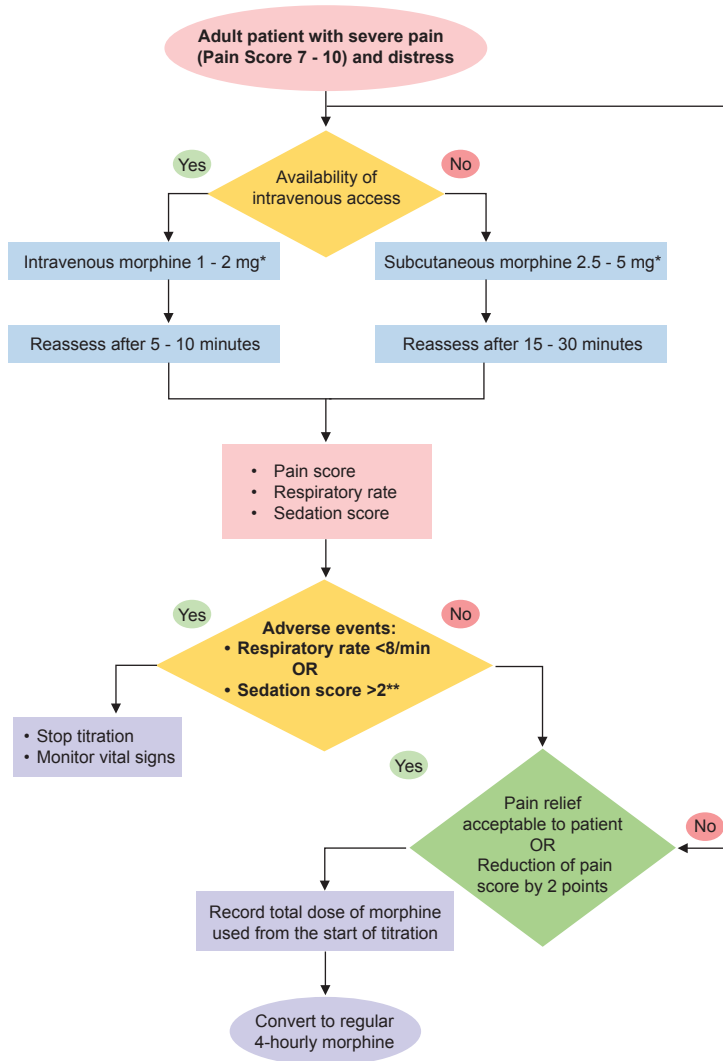 Adult patient with severe pain
(Pain Score 7 - 10) and distress
Yes
No
Availability of
intravenous access
Intravenous morphine 1 - 2 mg*
Subcutaneous morphine 2.5 - 5 mg*
Reassess after 5 - 10 minutes
Reassess after 15 - 30 minutes
• Pain score
• Respiratory rate
• Sedation score
Yes
No
Adverse events:
• Respiratory rate <8/min
OR
• Sedation score >2**
• Stop titration
• Monitor vital signs
Yes
No
Pain relief
acceptable to patient
OR
Reduction of pain
score by 2 points
Record total dose of morphine
used from the start of titration
Convert to regular
4-hourly morphine